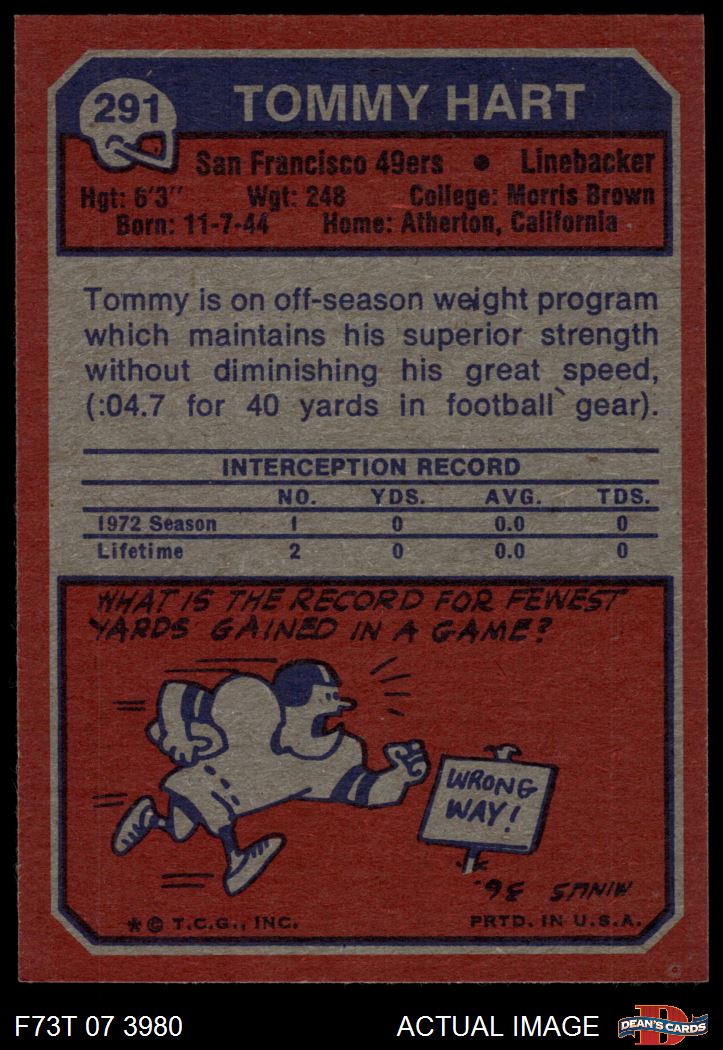 291
TOMMY HART
San Francisco 49ers • Linebacker
Hgt: 6'3" Wgt: 248 College: Morris Brown
Born: 11-7-44 Home: Atherton, California
Tommy is on off-season weight program
which maintains his superior strength
without diminishing his great speed,
(:04.7 for 40 yards in football gear).
INTERCEPTION RECORD
NO. YDS. AVG. TDS.
1972 Season 1 0 0.0 0
Lifetime 2 0 0.0 0
WHAT IS THE RECORD FOR FEWEST
YARDS GAINED IN A GAME?
WRONG
WAY!
MINUS 36.
*© T.C.G., INC. PRTD. IN U.S.A.
F73T 07 3980 ACTUAL IMAGE
D
DEAN'S CARDS